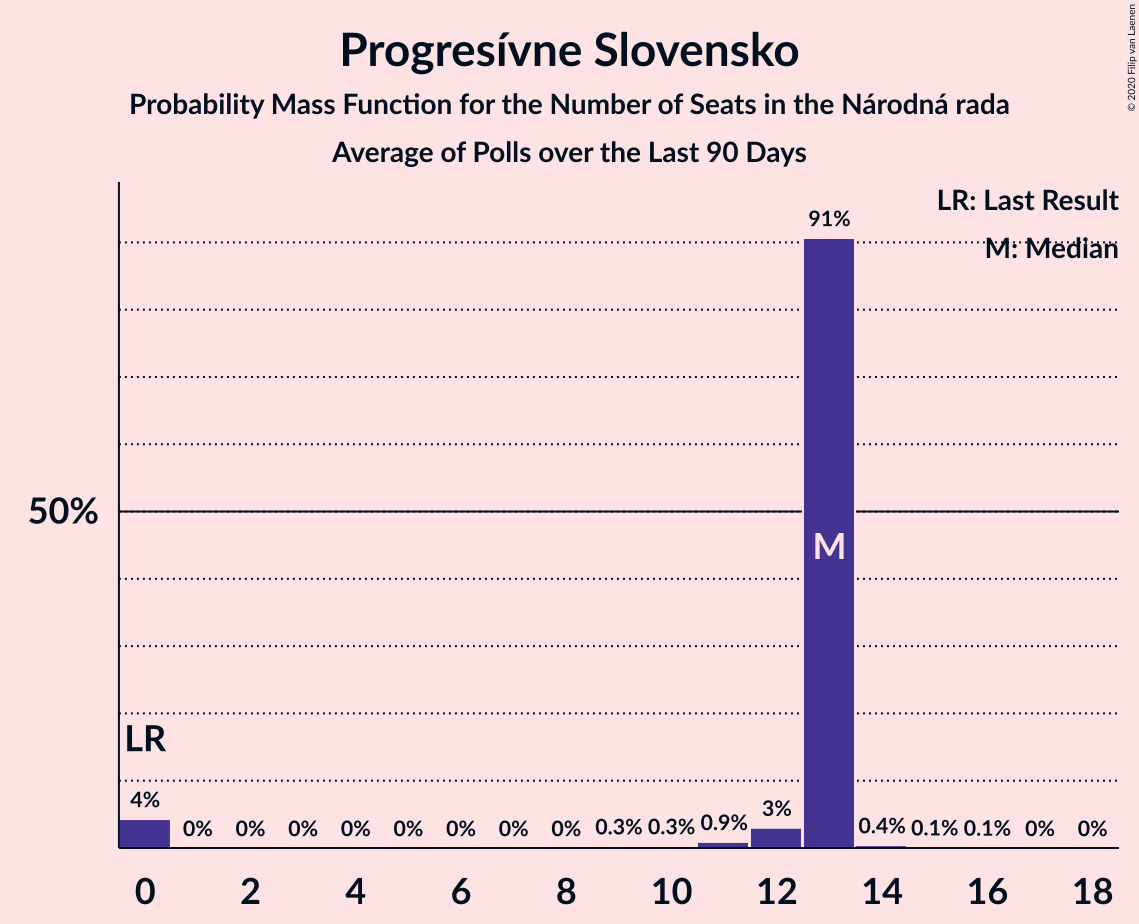 Progresívne Slovensko
Probability Mass Function for the Number of Seats in the Národná rada
Average of Polls over the Last 90 Days
© 2020 Filip van Laenen
LR: Last Result
M: Median
91%
50%
M
LR
4% 0% 0% 0% 0% 0% 0% 0% 0% 0.3% 0.3% 0.9% 3% 0.4% 0.1% 0.1% 0% 0%
0 2 4 6 8 10 12 14 16 18